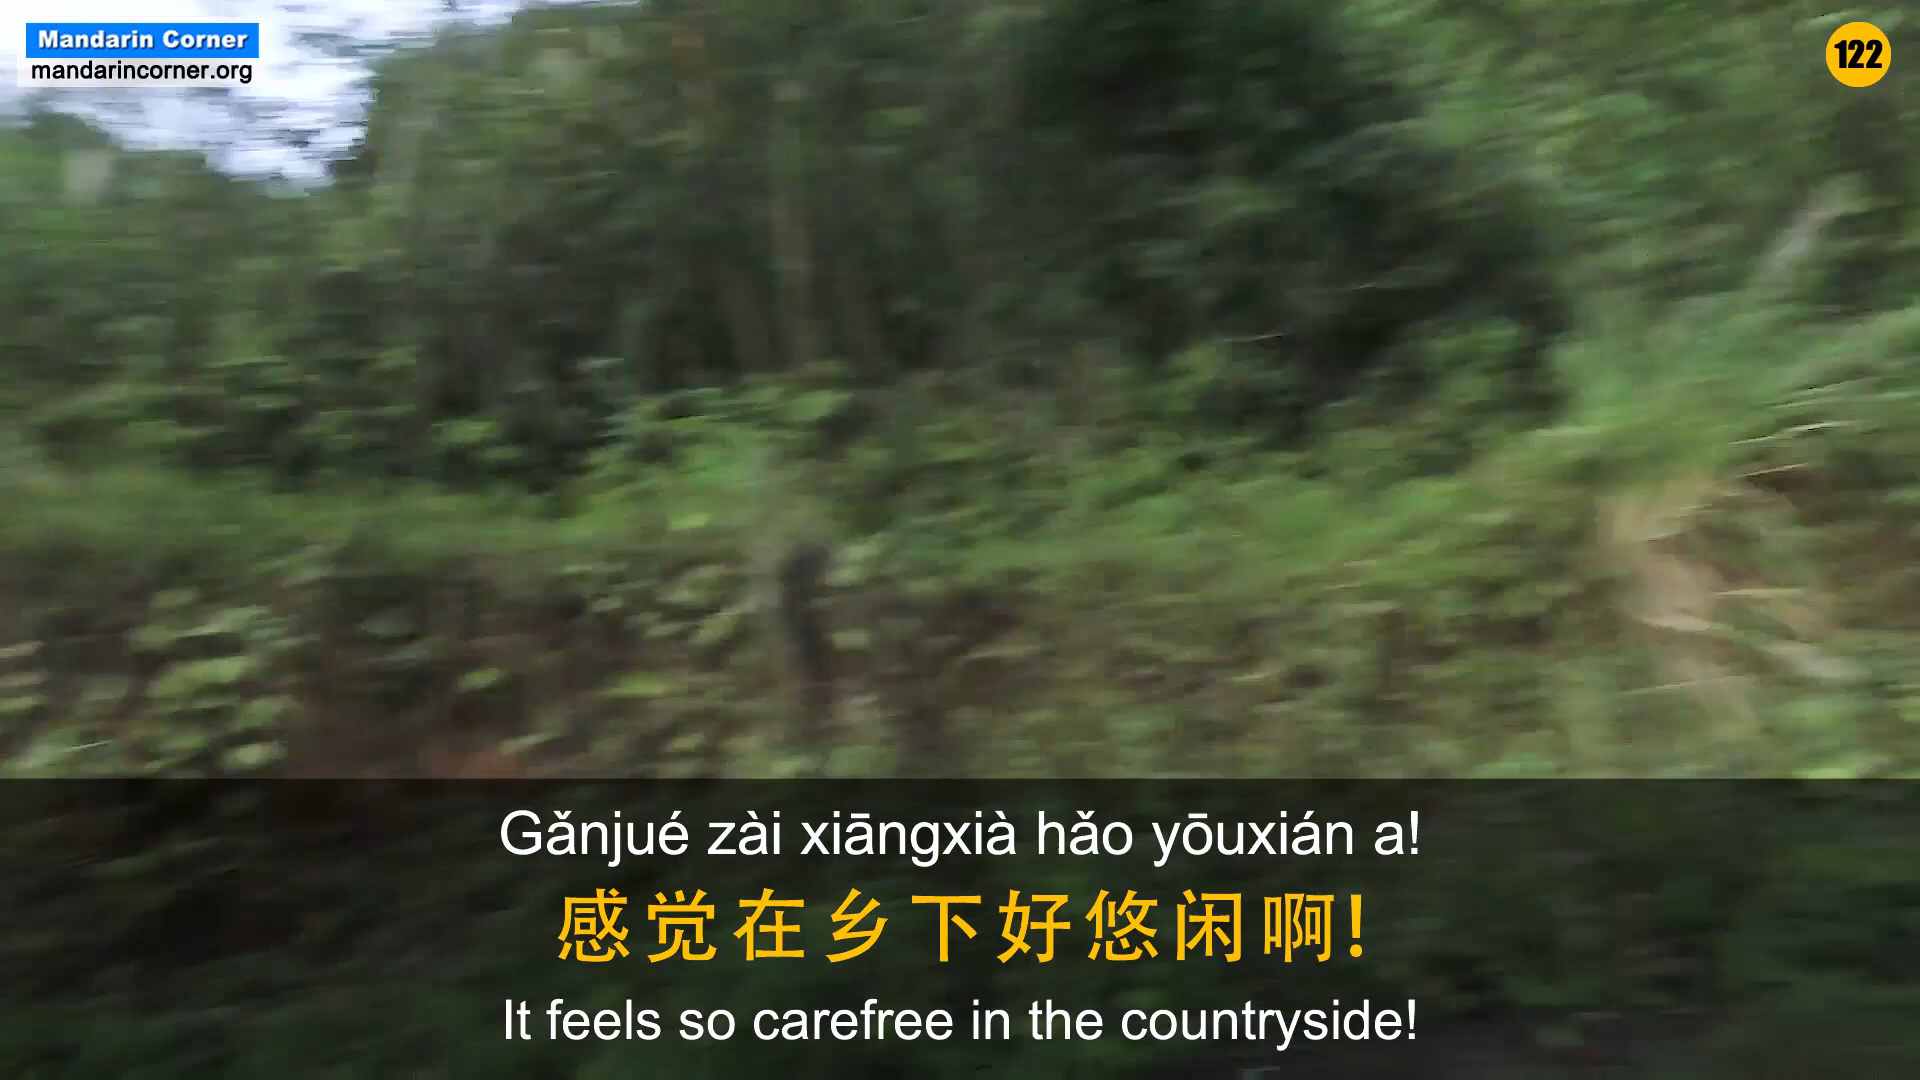 Mandarin Corner
mandarincorner.org
122
Gǎnjué zài xiāngxià hǎo yōuxián a!
感觉在乡下好悠闲啊!
It feels so carefree in the countryside!